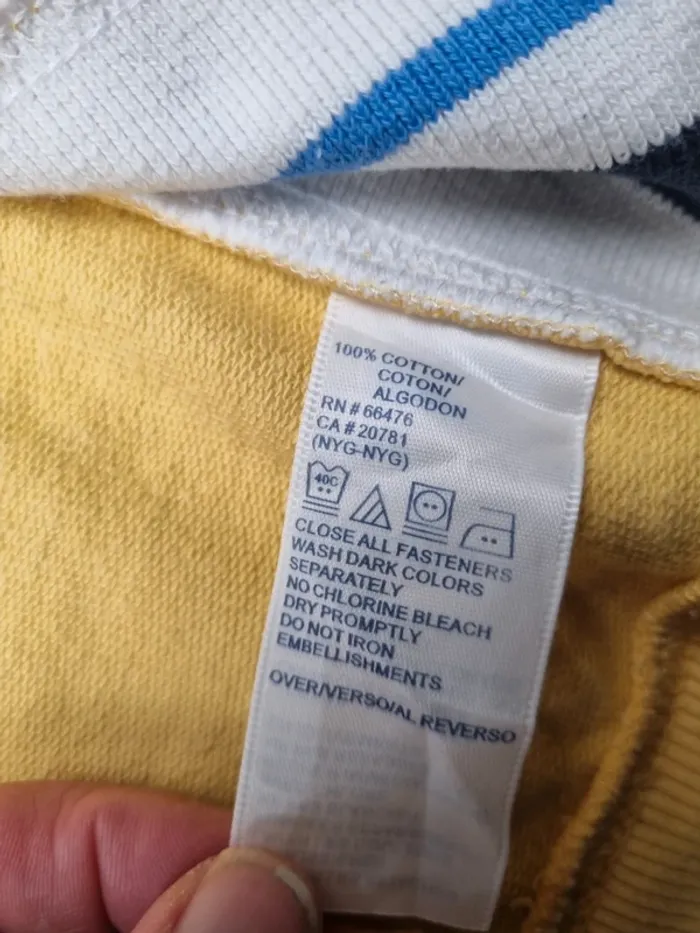 100% COTTON/
COTON/
ALGODON
RN # 66476
CA # 20781
(NYG-NYG)
40C
CLOSE ALL FASTENERS
WASH DARK COLORS
SEPARATELY
NO CHLORINE BLEACH
DRY PROMPTLY
DO NOT IRON
EMBELLISHMENTS
OVER/VERSO/AL REVERSO